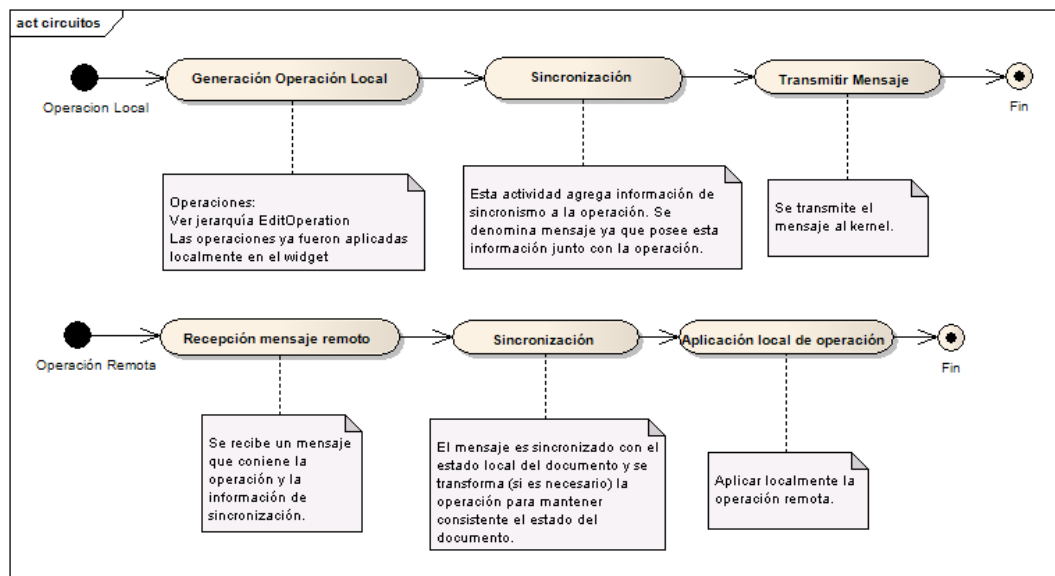 act circuitos
Generación Operación Local
Sincronización
Transmitir Mensaje
Operacion Local
Fin
Operaciones:
Ver jerarquía EditOperation
Las operaciones ya fueron aplicadas
localmente en el widget
Esta actividad agrega información de
sincronismo a la operación. Se
denomina mensaje ya que posee esta
información junto con la operación.
Se transmite el
mensaje al kernel.
Recepción mensaje remoto
Sincronización
Aplicación local de operación
Operación Remota
Fin
Se recibe un mensaje
que coniene la
operación y la
información de
sincronización.
El mensaje es sincronizado con el
estado local del documento y se
transforma (si es necesario) la
operación para mantener
consistente el estado del
documento.
Aplicar localmente la
operación remota.